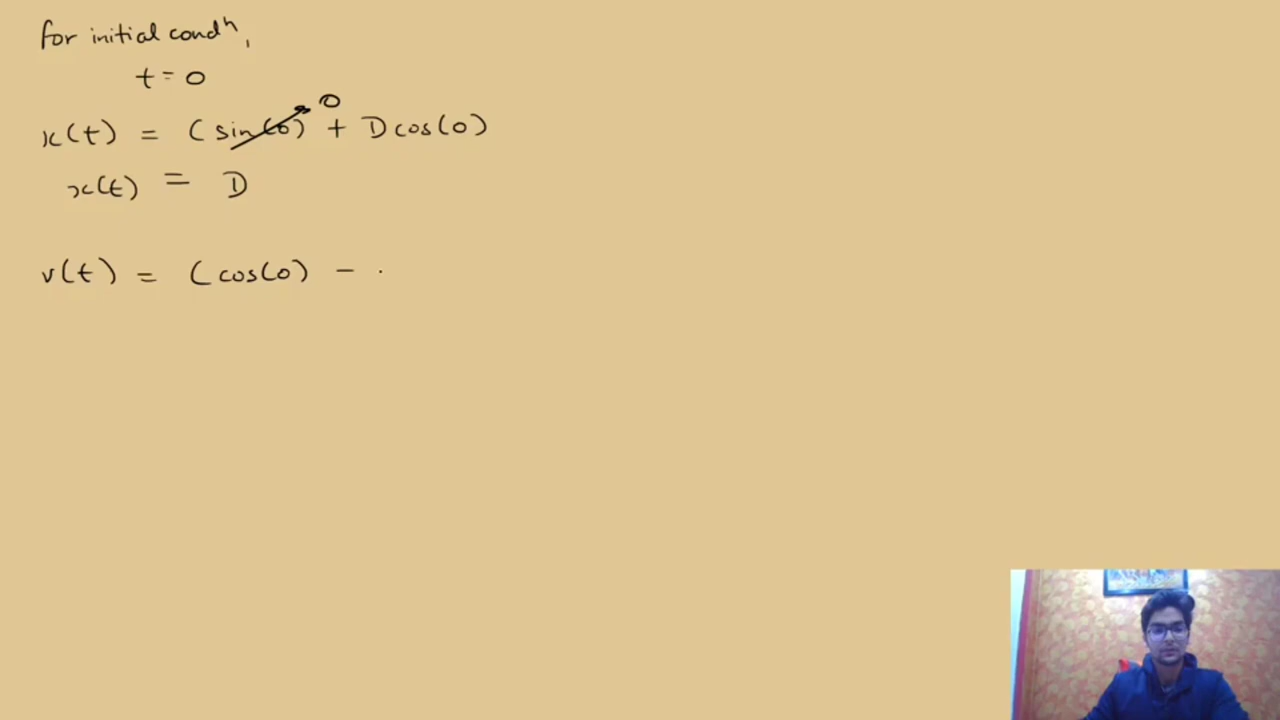 for initial condⁿ,
t = 0
x(t) = C sin(0) 0 + D cos(0)
x(t) = D
v(t) = C cos(0) -